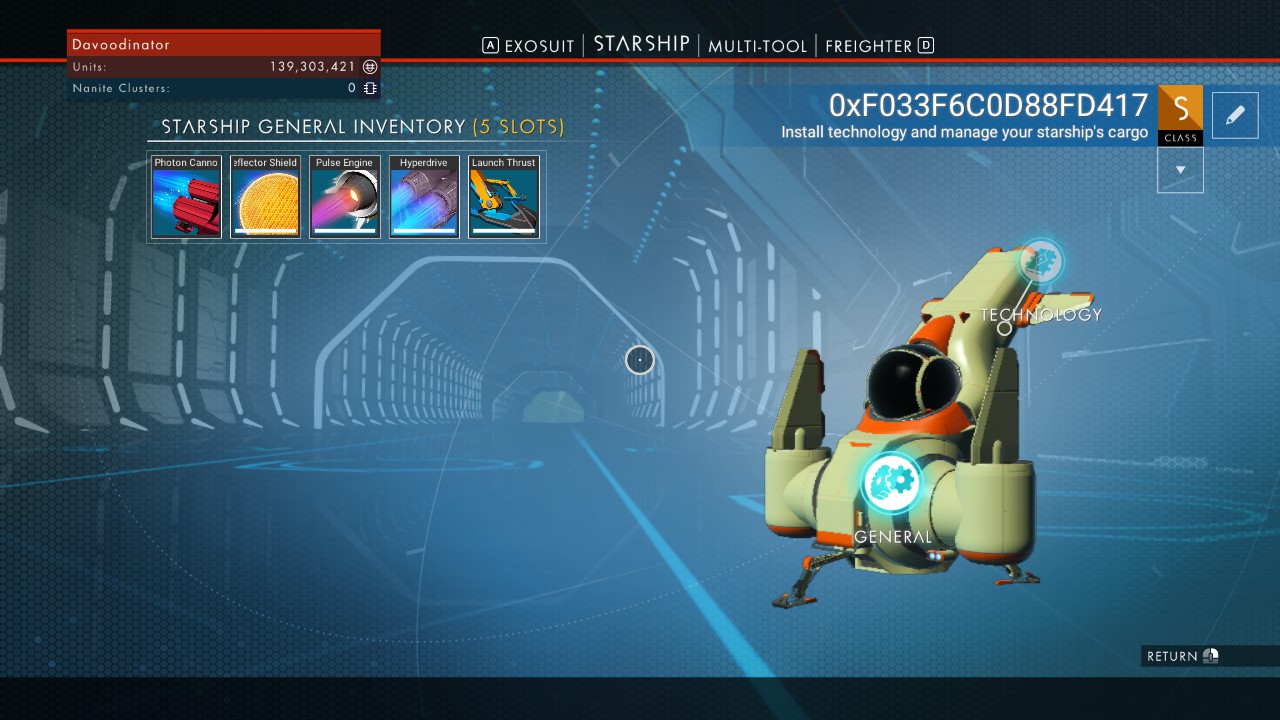 Davoodinator
Units: 139,303,421
Nanite Clusters: 0
A EXOSUIT STARSHIP MULTI-TOOL FREIGHTER D
STARSHIP GENERAL INVENTORY (5 SLOTS)
0xF033F6C0D88FD417
Install technology and manage your starship's cargo
S
CLASS
Photon Canno eflector Shield Pulse Engine Hyperdrive Launch Thrust
TECHNOLOGY
GENERAL
RETURN